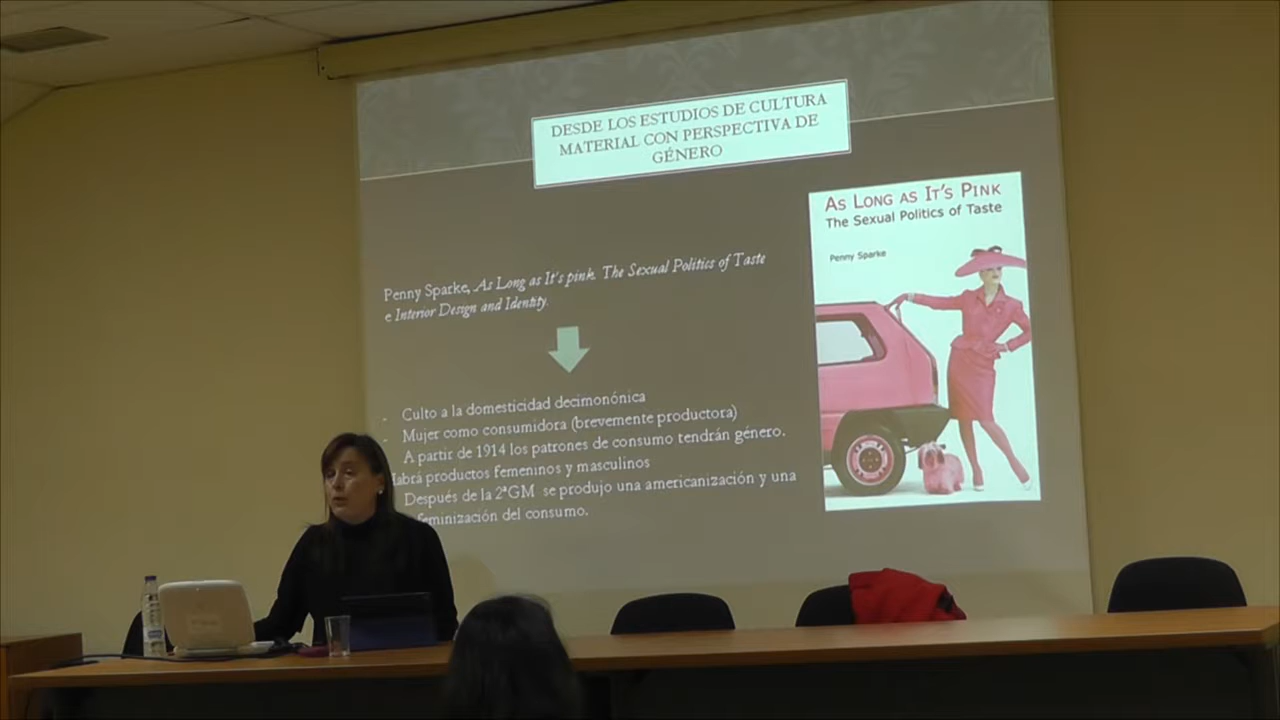 DESDE LOS ESTUDIOS DE CULTURA
MATERIAL CON PERSPECTIVA DE
GÉNERO
As Long as It's Pink
The Sexual Politics of Taste
Penny Sparke
Penny Sparke, As Long as It's pink. The Sexual Politics of Taste
e Interior Design and Identity.
- Culto a la domesticidad decimonónica
- Mujer como consumidora (brevemente productora)
A partir de 1914 los patrones de consumo tendrán género.
Habrá productos femeninos y masculinos
Después de la 2ªGM se produjo una americanización y una
feminización del consumo.